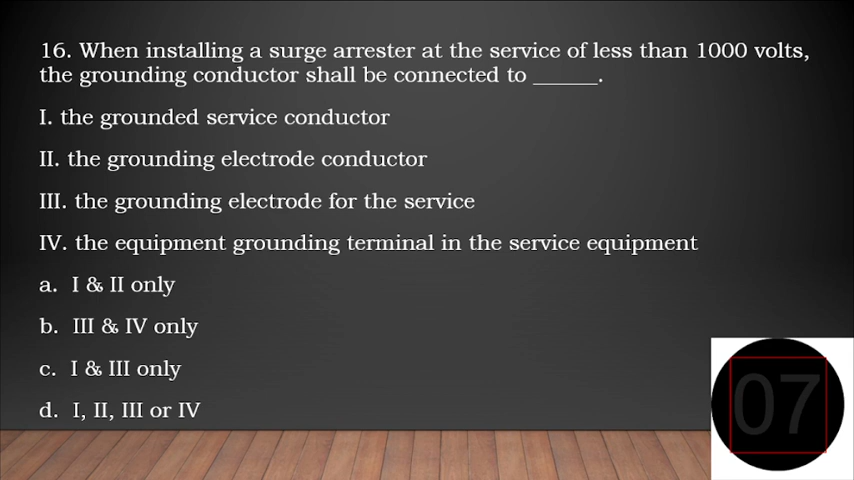 16. When installing a surge arrester at the service of less than 1000 volts,
the grounding conductor shall be connected to ______.
I. the grounded service conductor
II. the grounding electrode conductor
III. the grounding electrode for the service
IV. the equipment grounding terminal in the service equipment
a. I & II only
b. III & IV only
c. I & III only
d. I, II, III or IV
07